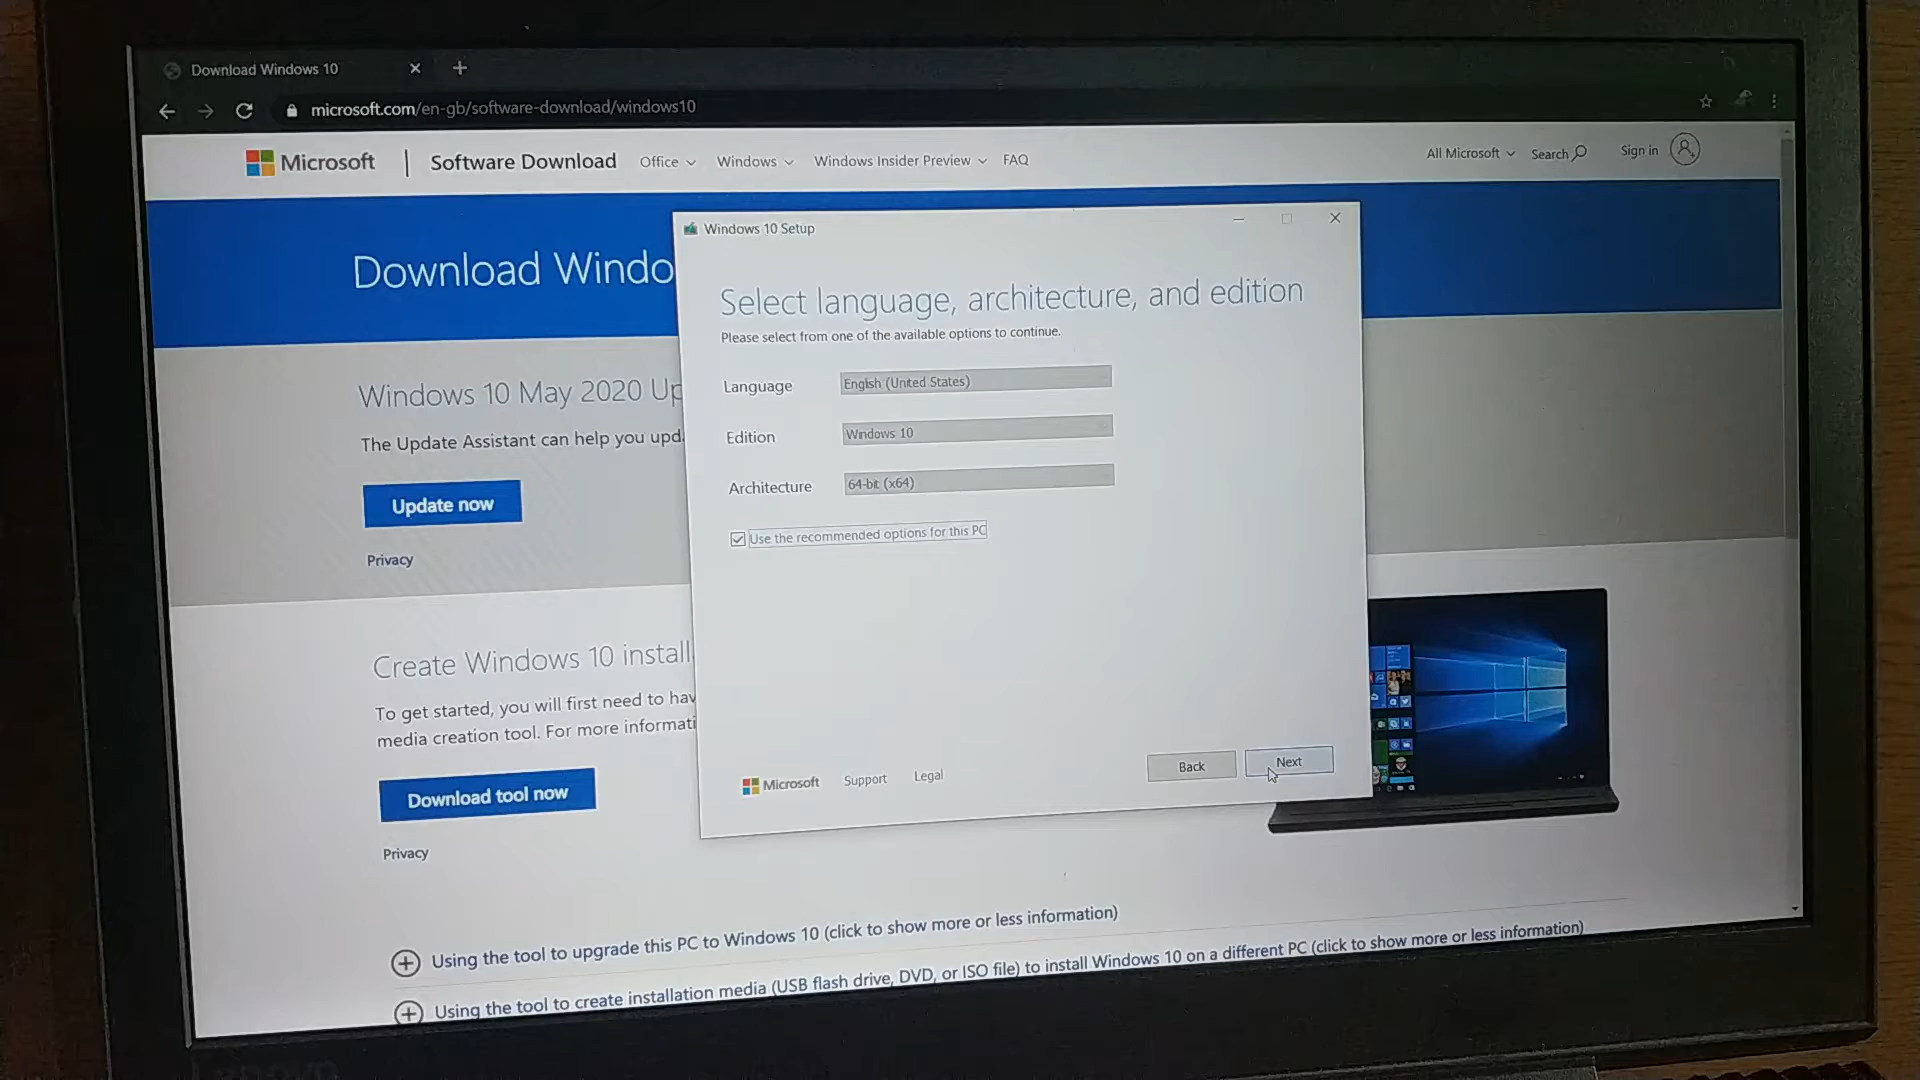 Download Windows 10
microsoft.com/en-gb/software-download/windows10
Microsoft | Software Download Office Windows Windows Insider Preview FAQ All Microsoft Search Sign in
Download Windo
Windows 10 May 2020 Up
The Update Assistant can help you upd
Update now
Privacy
Create Windows 10 install
To get started, you will first need to hav
media creation tool. For more informati
Download tool now
Privacy
Windows 10 Setup
Select language, architecture, and edition
Please select from one of the available options to continue.
Language English (United States)
Edition Windows 10
Architecture 64-bit (x64)
Use the recommended options for this PC
Microsoft Support Legal Back Next
Using the tool to upgrade this PC to Windows 10 (click to show more or less information)
Using the tool to create installation media (USB flash drive, DVD, or ISO file) to install Windows 10 on a different PC (click to show more or less information)